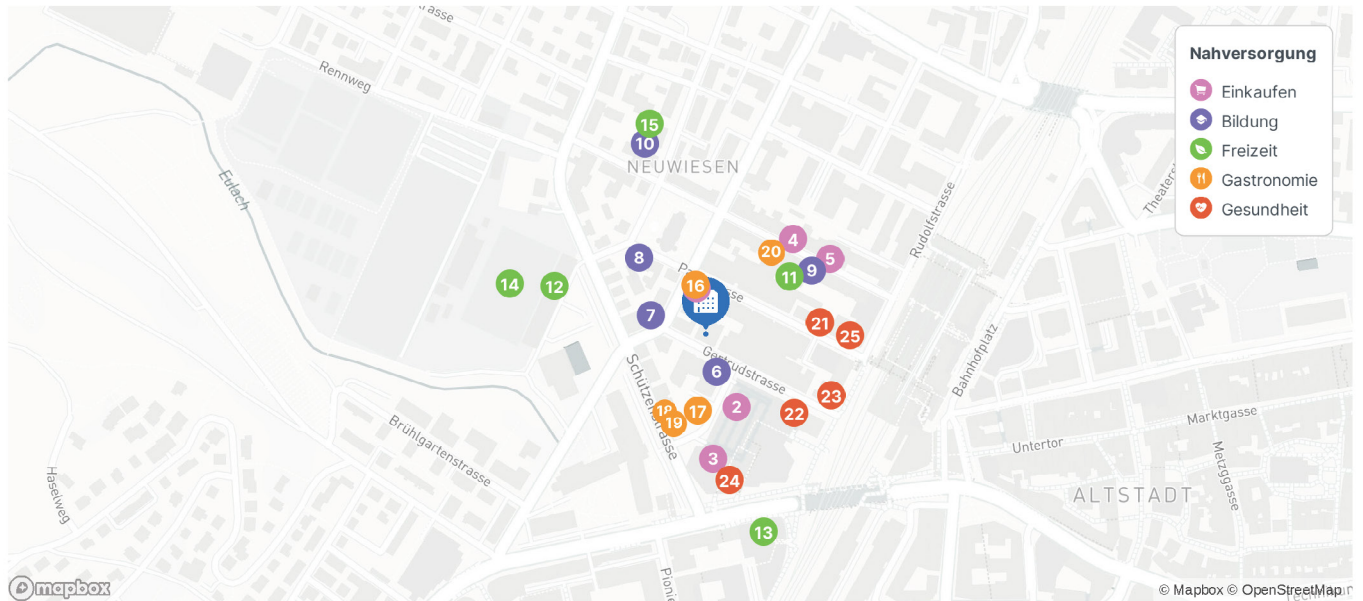 Rennweg
Eulach
NEUWIESEN
Rudolfstrasse
Gertrudstrasse
Schützenstrasse
Bahnhofplatz
Brühlgartenstrasse
Haselweg
Untertor
Marktgasse
Metzggasse
ALTSTADT
15
10
8
14
12
7
16
20
4
5
11
9
21
25
6
2
17
19
18
22
23
3
24
13
Nahversorgung
Einkaufen
Bildung
Freizeit
Gastronomie
Gesundheit
mapbox
© Mapbox © OpenStreetMap